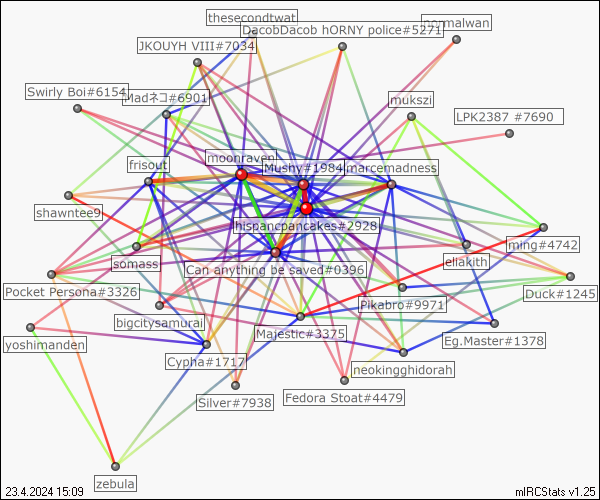 thesecondtwat
normalwan
DacobDacob hORNY police#5271
JKOUYH VIII#7034
Swirly Boi#6154
Madネコ#6901
mukszi
LPK2387 #7690
frisout
moonraven
Mushy#1984
marcemadness
shawntee9
hispancpancakes#2928
ming#4742
somass
Can anything be saved#0396
eliakith
Pocket Persona#3326
Pikabro#9971
Duck#1245
bigcitysamurai
Majestic#3375
Eg.Master#1378
yoshimanden
Cypha#1717
neokingghidorah
Silver#7938
Fedora Stoat#4479
zebula
23.4.2024 15:09
mIRCStats v1.25